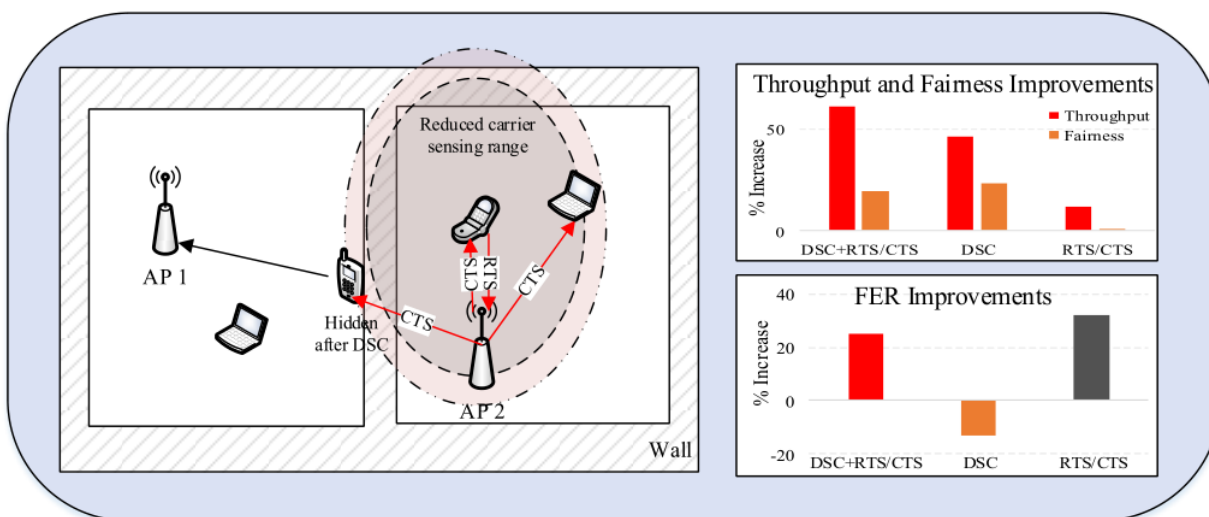 Reduced carrier
sensing range
AP 1
Hidden
after DSC
CTS
RTS
CTS
CTS
AP 2
Wall
Throughput and Fairness Improvements
Throughput
Fairness
% Increase
50
0
DSC+RTS/CTS
DSC
RTS/CTS
FER Improvements
% Increase
40
20
0
-20
DSC+RTS/CTS
DSC
RTS/CTS